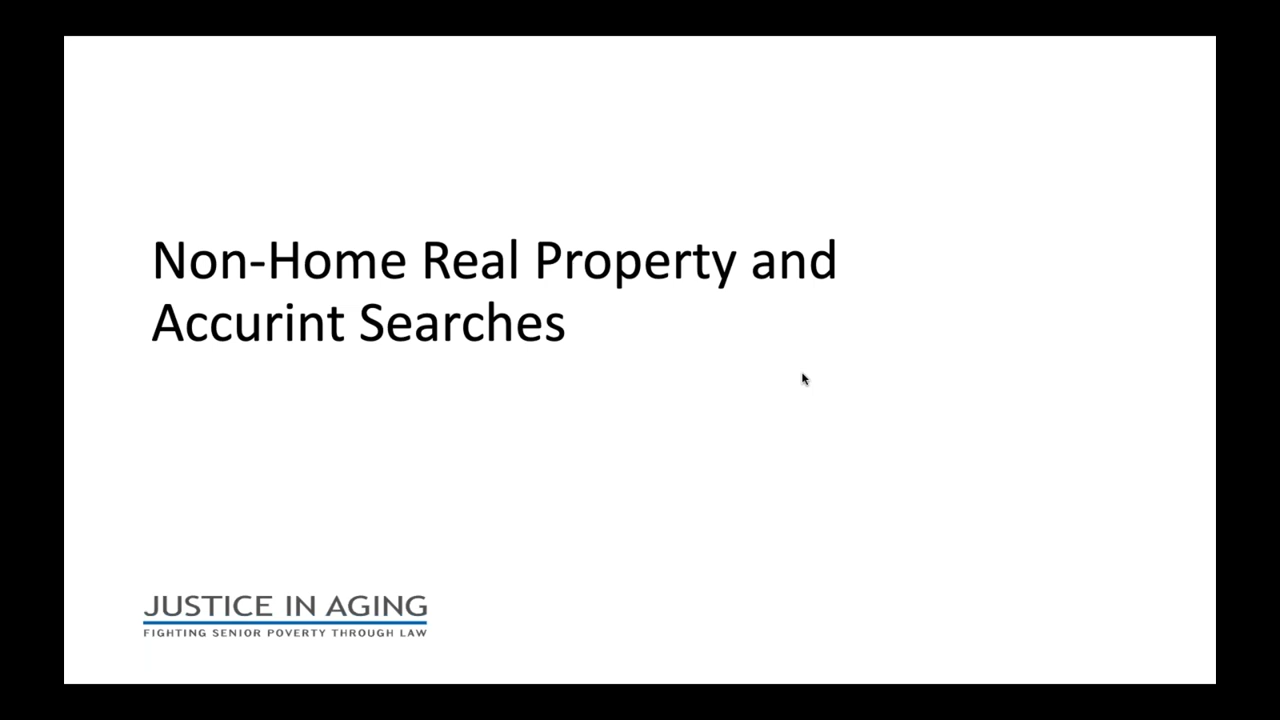 Non-Home Real Property and
Accurint Searches
JUSTICE IN AGING
FIGHTING SENIOR POVERTY THROUGH LAW